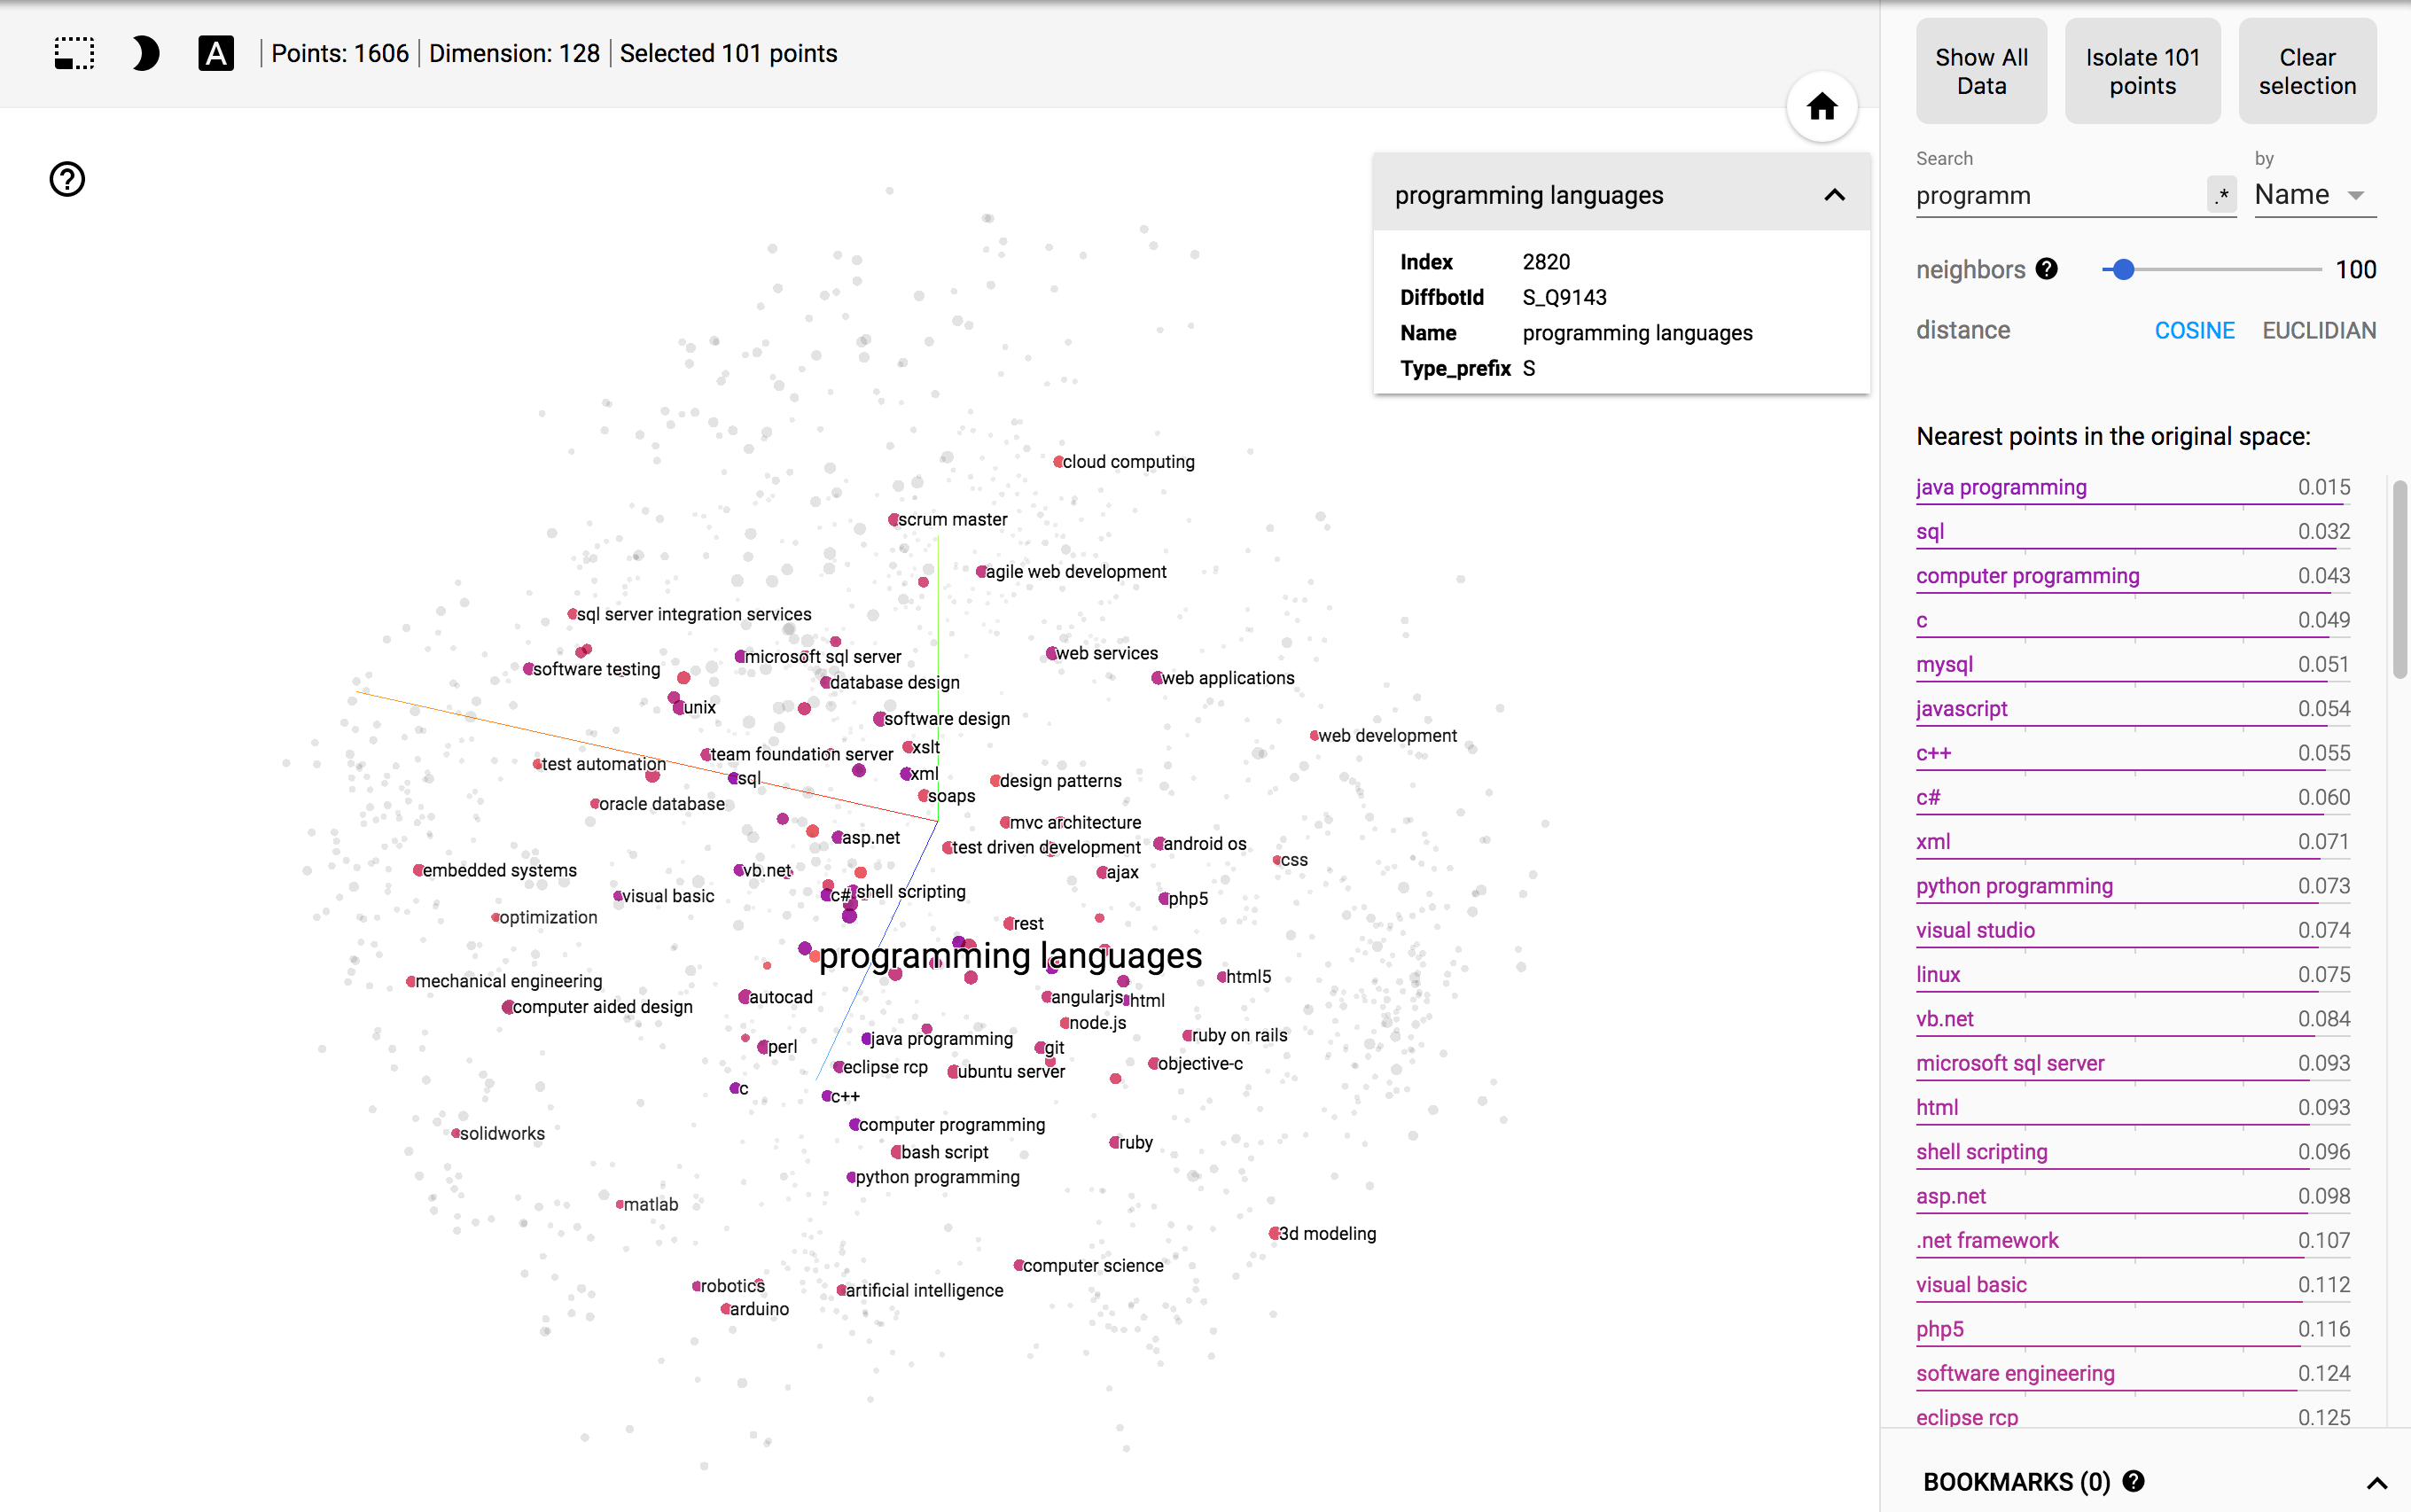 A Points: 1606 Dimension: 128 Selected 101 points
programming languages
Index 2820
DiffbotId S_Q9143
Name programming languages
Type_prefix S
cloud computing
scrum master
agile web development
sql server integration services
microsoft sql server
web services
software testing
database design
web applications
unix
software design
web development
xslt
team foundation server
test automation
xml
sql
design patterns
soaps
oracle database
mvc architecture
asp.net
test driven development
android os
css
embedded systems
vb.net
ajax
c#
shell scripting
visual basic
php5
optimization
rest
programming languages
html5
mechanical engineering
autocad
angularjs
html
computer aided design
node.js
ruby on rails
java programming
perl
git
eclipse rcp
ubuntu server
objective-c
c
c++
computer programming
solidworks
ruby
bash script
python programming
matlab
3d modeling
computer science
robotics
artificial intelligence
arduino
Show All
Data
Isolate 101
points
Clear
selection
Search by
programm .* Name
neighbors ? 100
distance COSINE EUCLIDIAN
Nearest points in the original space:
java programming 0.015
sql 0.032
computer programming 0.043
c 0.049
mysql 0.051
javascript 0.054
c++ 0.055
c# 0.060
xml 0.071
python programming 0.073
visual studio 0.074
linux 0.075
vb.net 0.084
microsoft sql server 0.093
html 0.093
shell scripting 0.096
asp.net 0.098
.net framework 0.107
visual basic 0.112
php5 0.116
software engineering 0.124
eclipse rcp 0.125
BOOKMARKS (0) ?